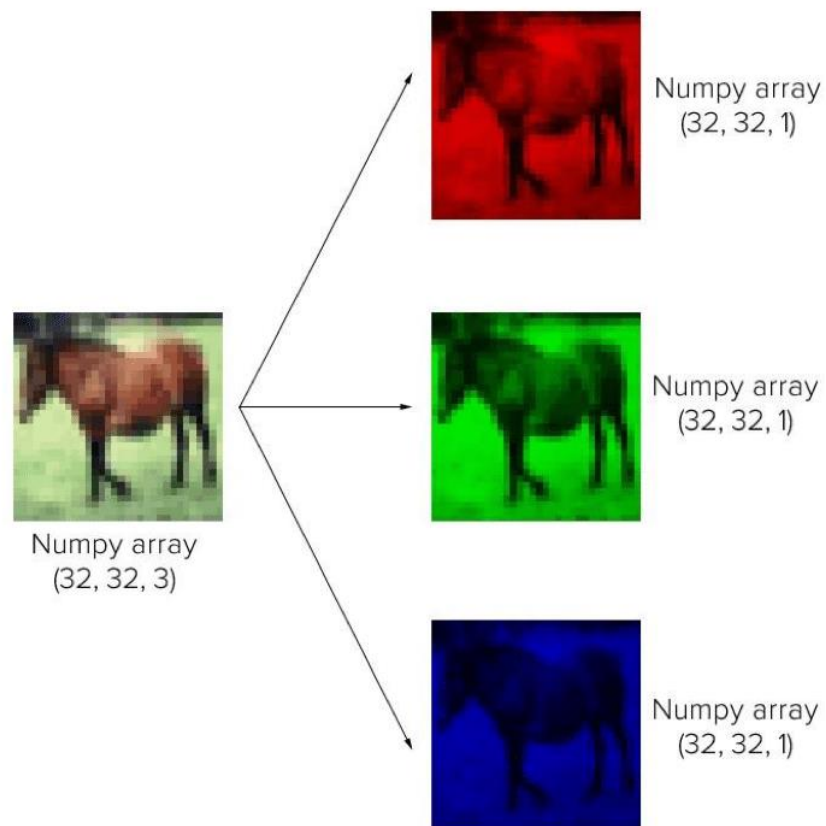 Numpy array
(32, 32, 1)
Numpy array
(32, 32, 1)
Numpy array
(32, 32, 3)
Numpy array
(32, 32, 1)